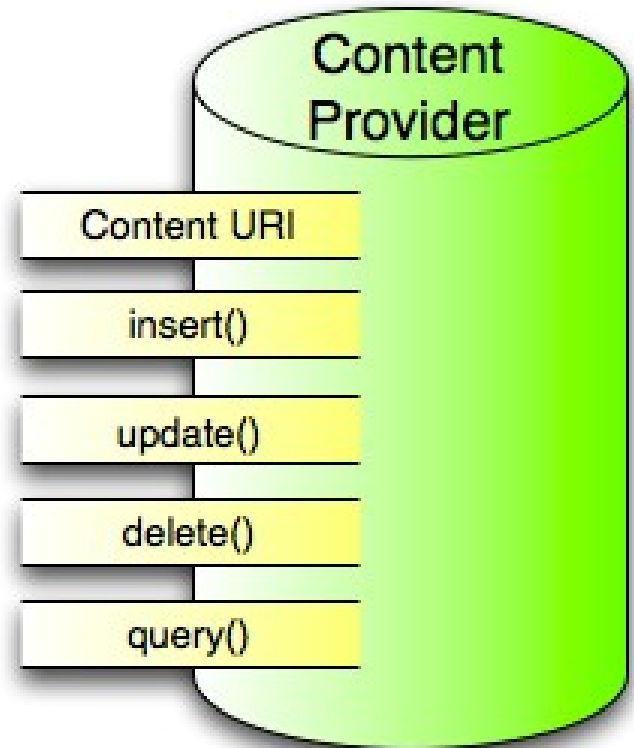 Content
Provider
Content URI
insert()
update()
delete()
query()